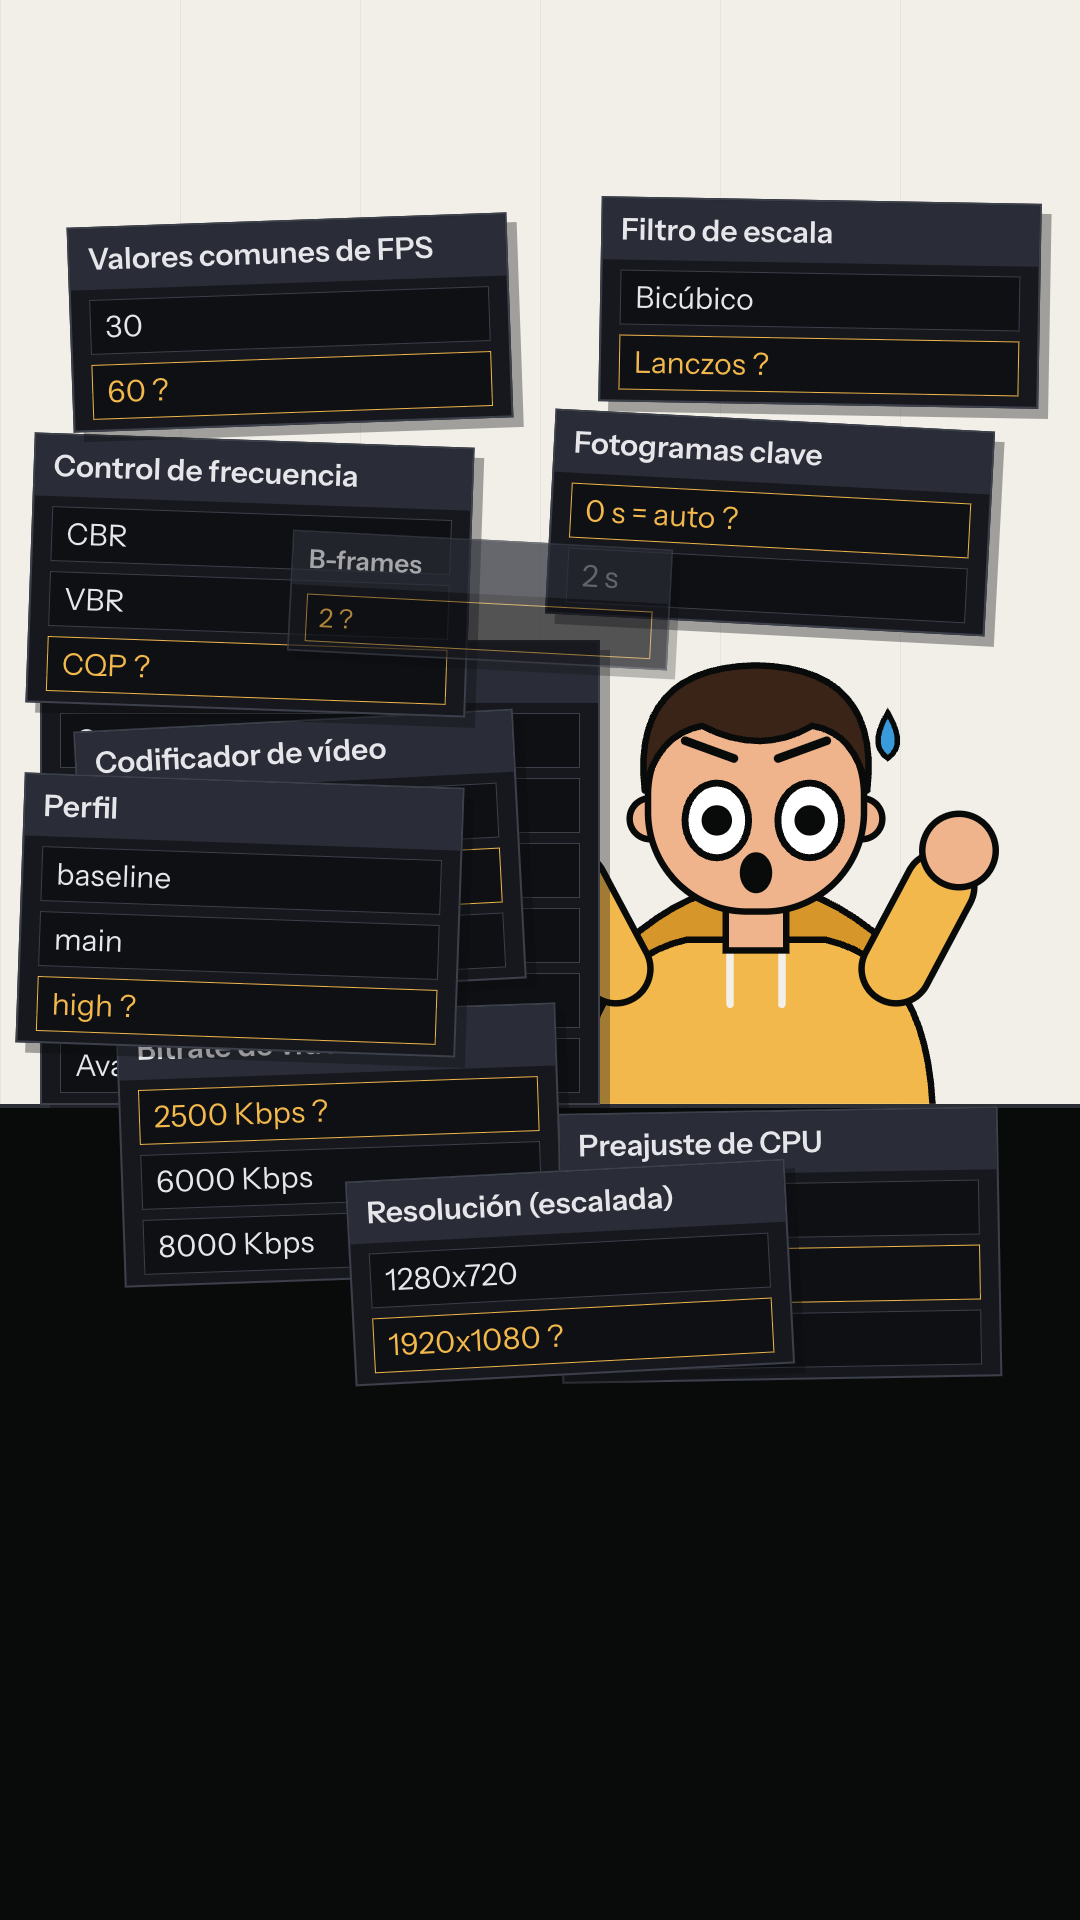 Valores comunes de FPS
30
60 ?
Filtro de escala
Bicúbico
Lanczos ?
Control de frecuencia
CBR
VBR
CQP ?
Fotogramas clave
0 s = auto ?
2 s
B-frames
2 ?
Codificador de vídeo
Perfil
baseline
main
high ?
2500 Kbps ?
6000 Kbps
8000 Kbps
Preajuste de CPU
Resolución (escalada)
1280x720
1920x1080 ?